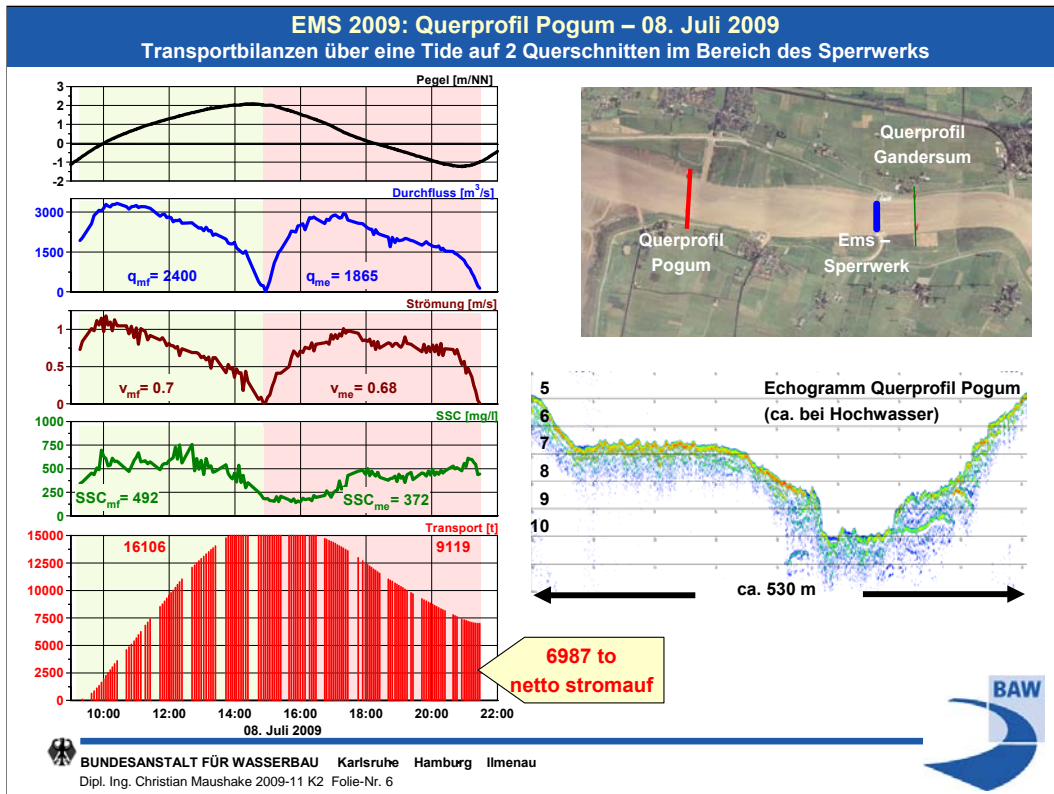 EMS 2009: Querprofil Pogum – 08. Juli 2009
Transportbilanzen über eine Tide auf 2 Querschnitten im Bereich des Sperrwerks
Pegel [m/NN]
3
2
1
0
-1
-2
Durchfluss [m³/s]
3000
1500
0
qmf= 2400
qme= 1865
Strömung [m/s]
1
0.5
0
vmf= 0.7
vme= 0.68
SSC [mg/l]
1000
750
500
250
0
SSCmf= 492
SSCme= 372
Transport [t]
15000
12500
10000
7500
5000
2500
0
16106
9119
10:00 12:00 14:00 16:00 18:00 20:00 22:00
08. Juli 2009
6987 to
netto stromauf
Querprofil
Gandersum
Querprofil
Pogum
Ems –
Sperrwerk
Echogramm Querprofil Pogum
(ca. bei Hochwasser)
5
6
7
8
9
10
ca. 530 m
BAW
BUNDESANSTALT FÜR WASSERBAU Karlsruhe Hamburg Ilmenau
Dipl. Ing. Christian Maushake 2009-11 K2 Folie-Nr. 6